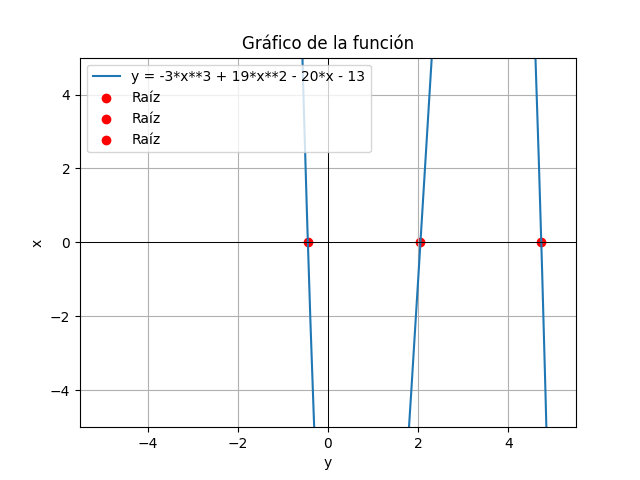 Gráfico de la función
y = -3*x**3 + 19*x**2 - 20*x - 13
Raíz
Raíz
Raíz
4
2
0
−2
−4
x
−4 −2 0 2 4
y